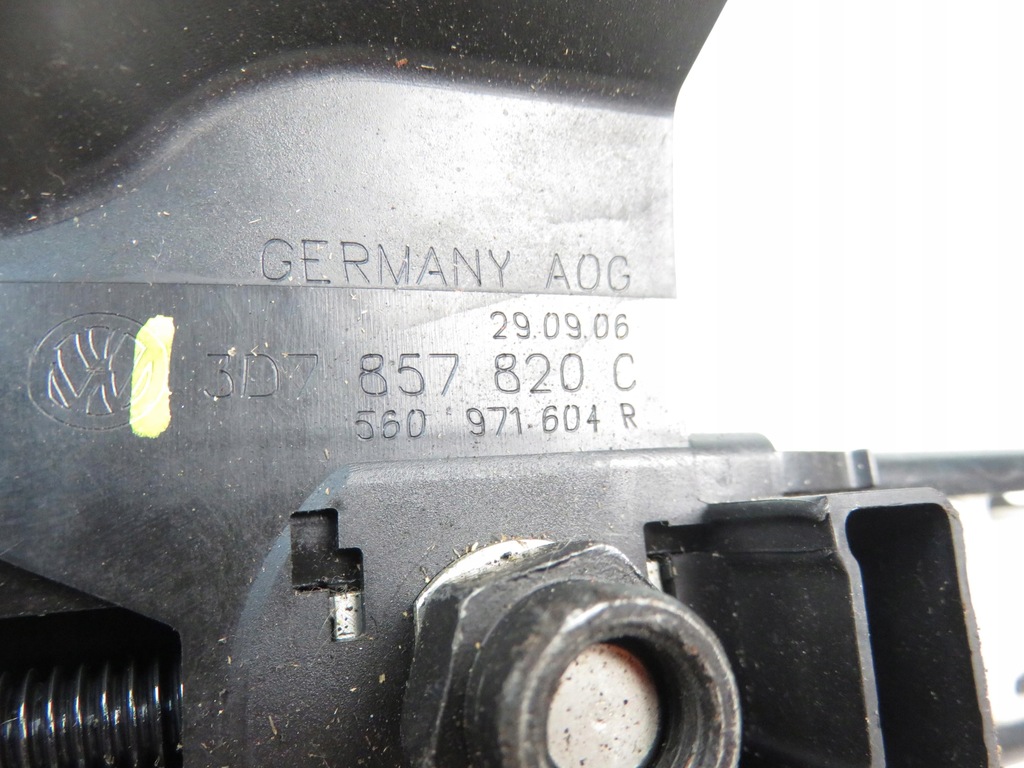 GERMANY AOG
29.09.06
3D7 857 820 C
560 971.604 R